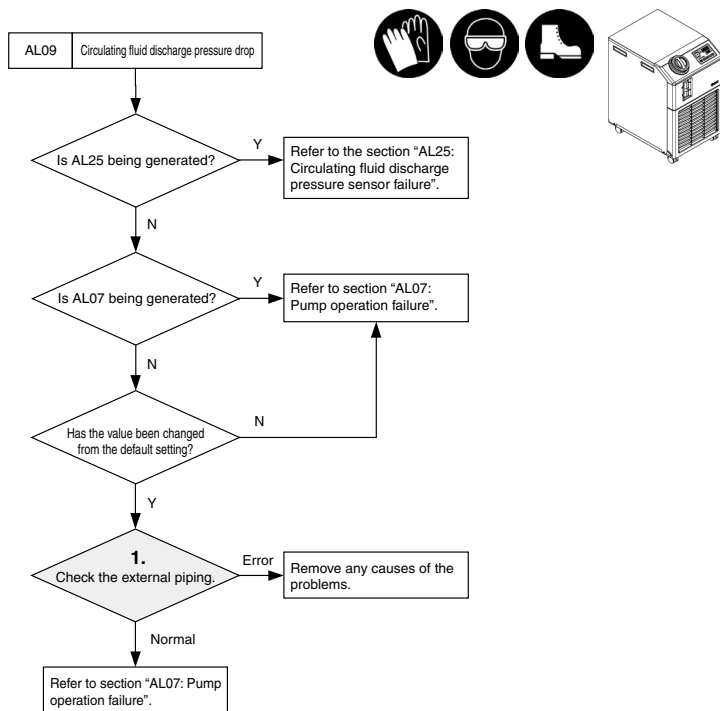 AL09
Circulating fluid discharge pressure drop
Is AL25 being generated?
Y
Refer to the section “AL25:
Circulating fluid discharge
pressure sensor failure”.
N
Is AL07 being generated?
Y
Refer to section “AL07:
Pump operation failure”.
N
Has the value been changed
from the default setting?
N
Y
1.
Check the external piping.
Error
Remove any causes of the
problems.
Normal
Refer to section “AL07: Pump
operation failure”.